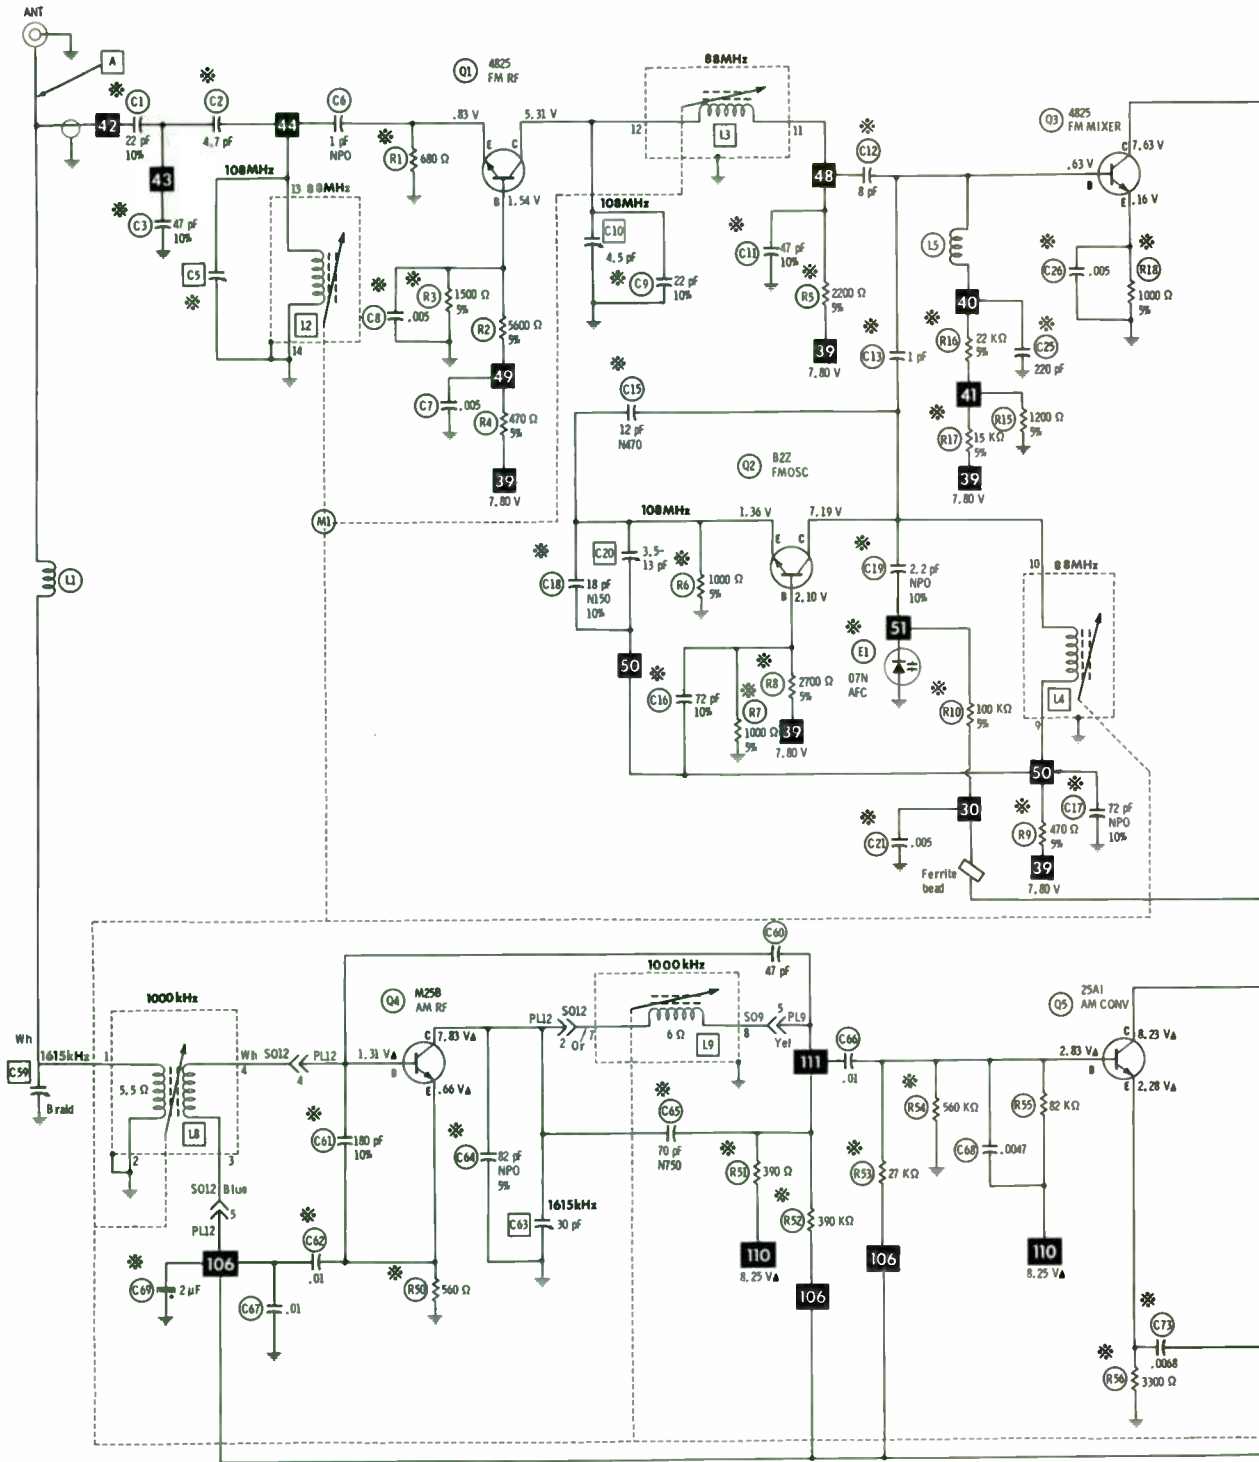 ANT
A
42
C1
22 pF
10%
C2
4.7 pF
43
C3
47 pF
10%
44
C6
1 pF
NPO
R1
680 Ω
Q1
4825
FM RF
.83 V
5.31 V
E
C
B
1.54 V
88MHz
12
L3
11
48
C12
8 pF
Q3
4825
FM MIXER
C
7.63 V
.63 V
B
E
.16 V
108MHz
13
88MHz
C5
12
14
C8
.005
R3
1500 Ω
5%
R2
5600 Ω
5%
49
C7
.005
R4
470 Ω
5%
39
7.80 V
108MHz
C10
4.5 pF
C9
22 pF
10%
C11
47 pF
10%
R5
2200 Ω
5%
39
7.80 V
C13
1 pF
L5
40
R16
22 KΩ
5%
C25
220 pF
41
R17
15 KΩ
5%
R15
1200 Ω
5%
39
7.80 V
C26
.005
R18
1000 Ω
5%
C15
12 pF
N470
Q2
B2Z
FMOSC
M1
108MHz
1.36 V
7.19 V
E
C
B
2.10 V
C18
18 pF
N150
10%
C20
3.5-
13 pF
R6
1000 Ω
5%
C19
2.2 pF
NPO
10%
10
88MHz
L4
9
L1
50
C16
72 pF
10%
R7
1000 Ω
5%
R8
2700 Ω
5%
39
7.80 V
51
E1
07N
AFC
R10
100 KΩ
5%
50
30
C21
.005
Ferrite
bead
R9
470 Ω
5%
39
7.80 V
C17
72 pF
NPO
10%
C60
47 pF
1000kHz
Wh
1615kHz
C59
Braid
1
5.5 Ω
L8
2
3
Wh
4
SO12
PL12
4
Q4
M25B
AM RF
C
7.83 V▲
1.31 V▲
B
E
.66 V▲
PL12
SO12
2
Or
7
1000kHz
6 Ω
L9
SO9
8
5
PL9
Yel
111
C66
.01
Q5
25A1
AM CONV
C
8.23 V▲
2.83 V▲
B
E
2.28 V▲
C61
180 pF
10%
C64
82 pF
NPO
5%
C65
70 pF
N750
R51
390 Ω
R52
390 KΩ
R53
27 KΩ
R54
560 KΩ
C68
.0047
R55
82 KΩ
SO12
Blue
5
PL12
106
C62
.01
C69
2 µF
C67
.01
R50
560 Ω
1615kHz
C63
30 pF
110
8.25 V▲
106
106
110
8.25 V▲
C73
.0068
R56
3300 Ω